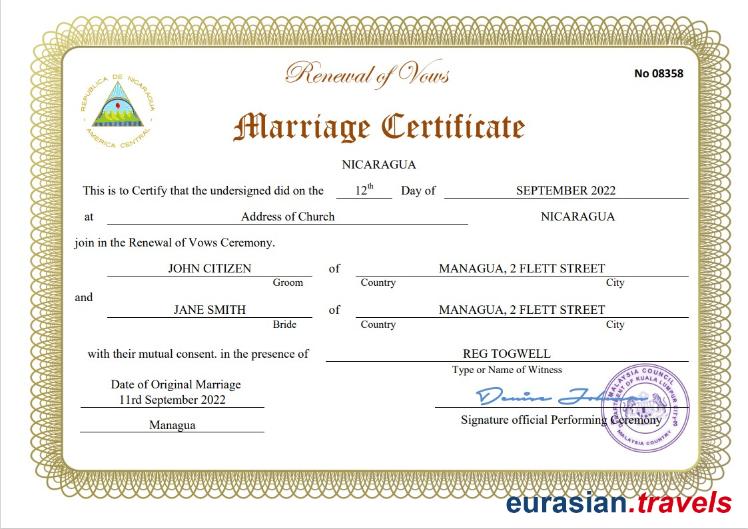 Renewal of Vows
No 08358
REPUBLICA DE NICARAGUA
AMERICA CENTRAL
Marriage Certificate
NICARAGUA
This is to Certify that the undersigned did on the 12th Day of SEPTEMBER 2022
at Address of Church NICARAGUA
join in the Renewal of Vows Ceremony.
JOHN CITIZEN of MANAGUA, 2 FLETT STREET
Groom Country City
and
JANE SMITH of MANAGUA, 2 FLETT STREET
Bride Country City
with their mutual consent. in the presence of REG TOGWELL
Type or Name of Witness
Date of Original Marriage
11rd September 2022
Managua
Signature official Performing Ceremony
MALAYSIA COUNCIL
DEPARTMENT OF KUALA LUMPUR CITY
MALAYSIA COUNTRY
eurasian.travels